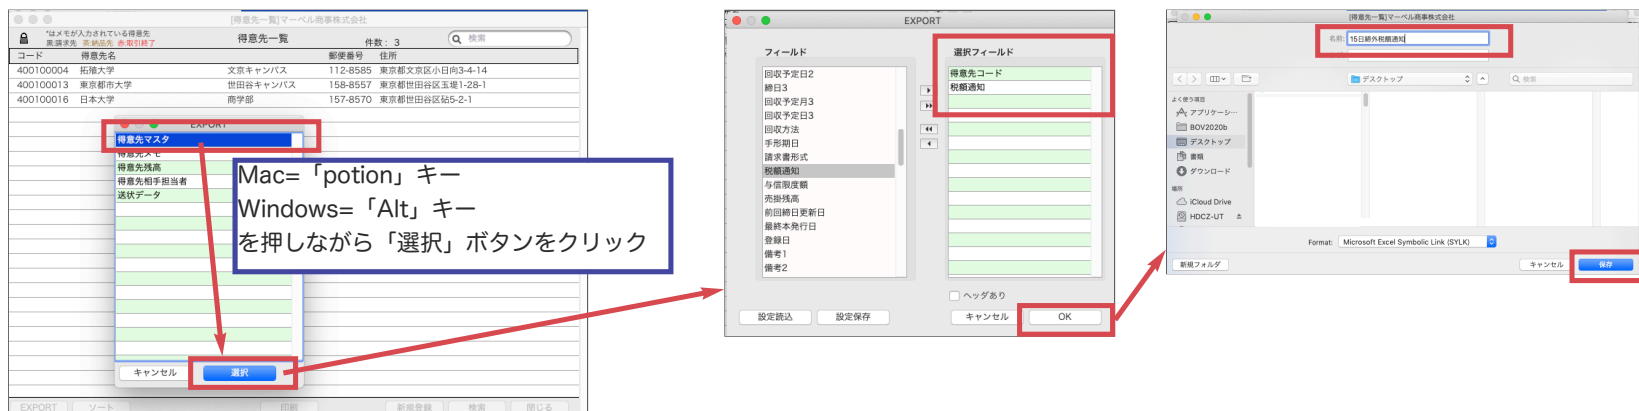 [得意先一覧]マーベル商事株式会社
*はメモが入力されている得意先
黒:請求先 茶:納品先 赤:取引終了
得意先一覧
件数: 3
検索
コード 得意先名 郵便番号 住所
400100004 拓殖大学 文京キャンパス 112-8585 東京都文京区小日向3-4-14
400100013 東京都市大学 世田谷キャンパス 158-8557 東京都世田谷区玉堤1-28-1
400100016 日本大学 商学部 157-8570 東京都世田谷区砧5-2-1
EXPORT
得意先マスタ
得意先メモ
得意先残高
得意先相手担当者
送状データ
キャンセル 選択
EXPORT ソート 印刷 新規登録 検索 閉じる
Mac=「potion」キー
Windows=「Alt」キー
を押しながら「選択」ボタンをクリック
EXPORT
フィールド
回収予定日2
締日3
回収予定月3
回収予定日3
回収方法
手形期日
請求書形式
税額通知
与信限度額
売掛残高
前回締日更新日
最終本発行日
登録日
備考1
備考2
選択フィールド
得意先コード
税額通知
ヘッダあり
設定読込 設定保存 キャンセル OK
[得意先一覧]マーベル商事株式会社
名前: 15日締外税額通知
デスクトップ
検索
よく使う項目
アプリケーシ…
BOV2020b
デスクトップ
書類
ダウンロード
場所
iCloud Drive
HDCZ-UT
Format: Microsoft Excel Symbolic Link (SYLK)
新規フォルダ キャンセル 保存